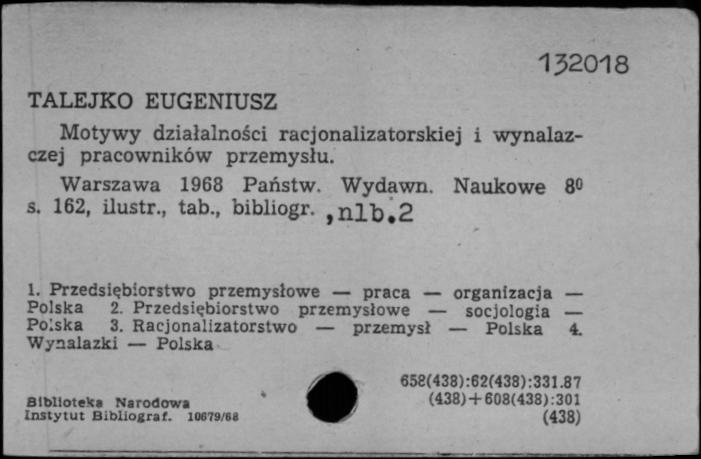 132018
TALEJKO EUGENIUSZ
Motywy działalności racjonalizatorskiej i wynalaz-
czej pracowników przemysłu.
Warszawa 1968 Państw. Wydawn. Naukowe 8⁰
s. 162, ilustr., tab., bibliogr. ,nlb.2
1. Przedsiębiorstwo przemysłowe — praca — organizacja —
Polska 2. Przedsiębiorstwo przemysłowe — socjologia —
Polska 3. Racjonalizatorstwo — przemysł — Polska 4.
Wynalazki — Polska
658(438):62(438):331.87
(438)+608(438):301
(438)
Biblioteka Narodowa
Instytut Bibliograf. 10679/68